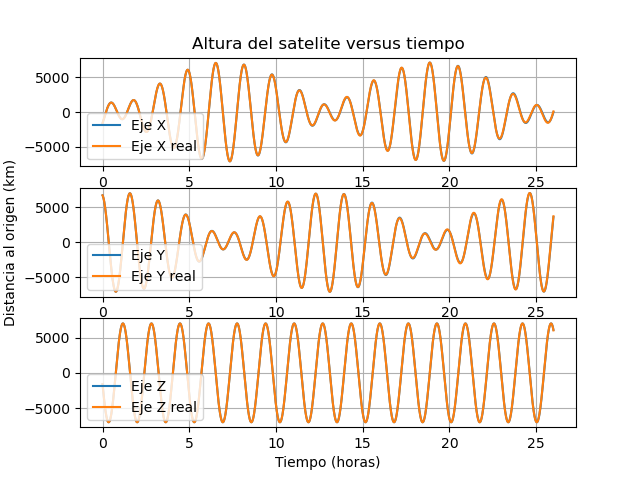 Altura del satelite versus tiempo
5000
0
−5000
Eje X
Eje X real
0 5 10 15 20 25
Distancia al origen (km)
5000
0
−5000
Eje Y
Eje Y real
0 5 10 15 20 25
5000
0
−5000
Eje Z
Eje Z real
0 5 10 15 20 25
Tiempo (horas)